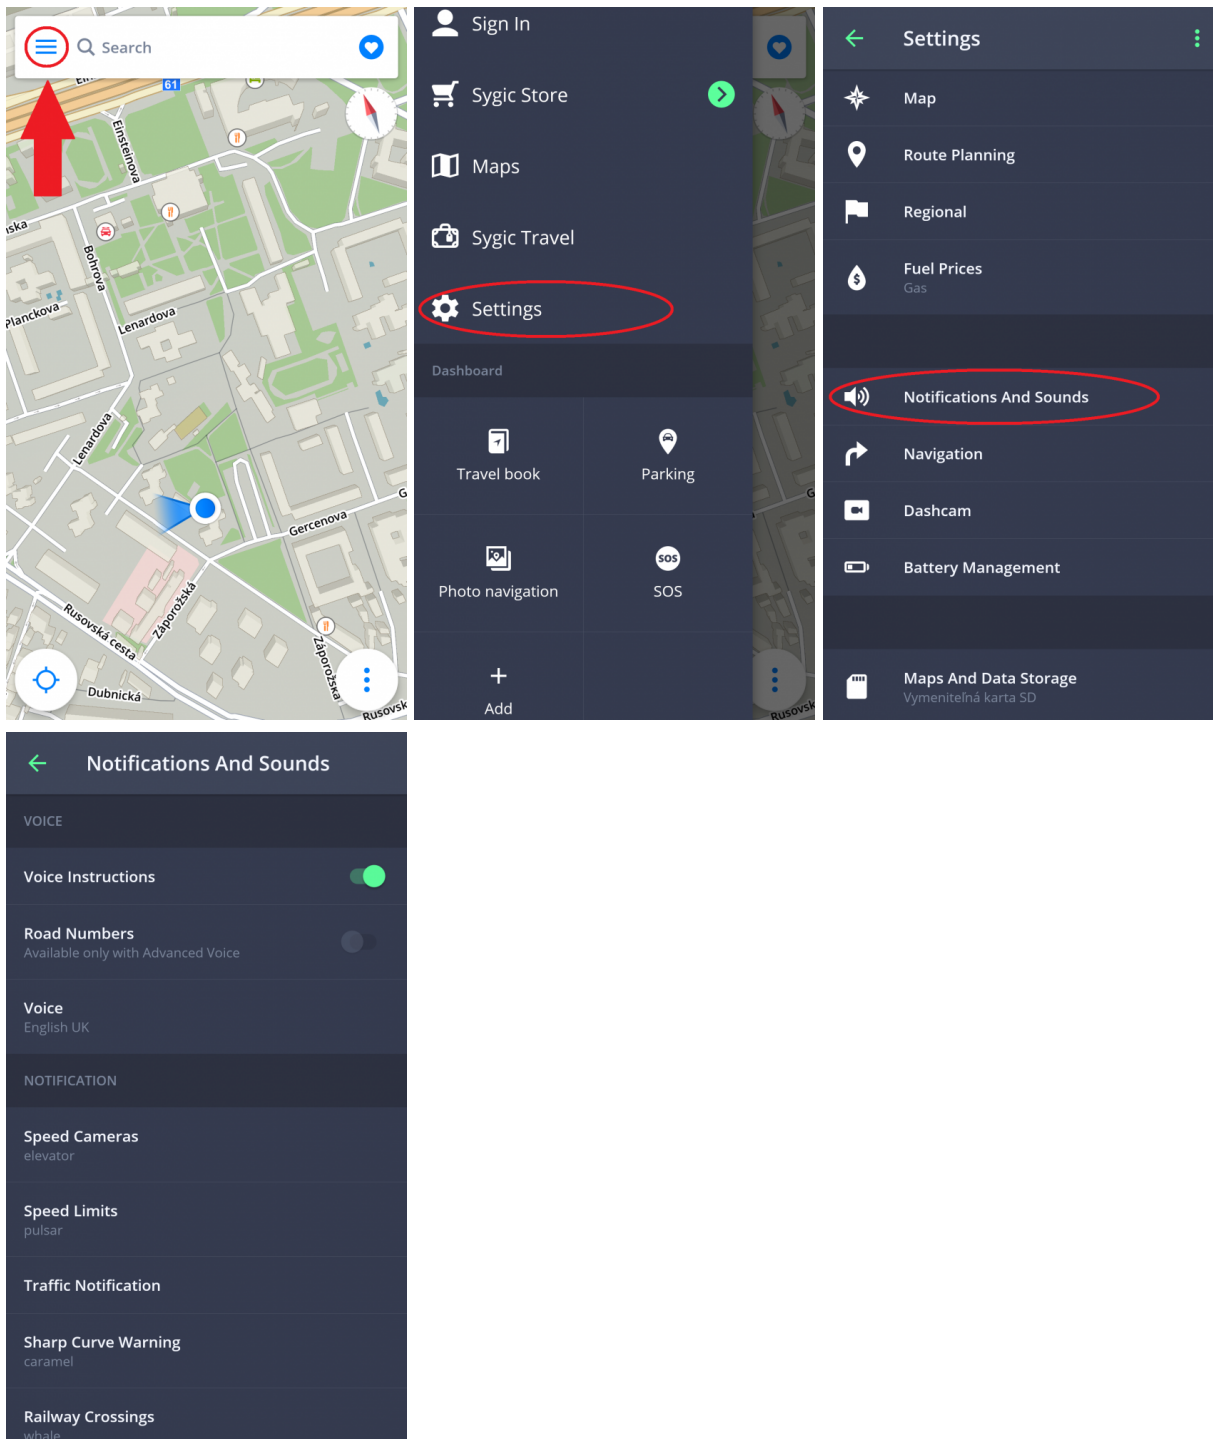 Search
61
Einsteinova
Bohrova
Planckova
Lenardova
Lenardova
Gercenova
Záporožská
Rusovská cesta
Záporožská
Dubnická
Sign In
Sygic Store
Maps
Sygic Travel
Settings
Dashboard
Travel book
Parking
Photo navigation
SOS
SOS
Add
Settings
Map
Route Planning
Regional
Fuel Prices
Gas
Notifications And Sounds
Navigation
Dashcam
Battery Management
Maps And Data Storage
Vymeniteľná karta SD
Notifications And Sounds
VOICE
Voice Instructions
Road Numbers
Available only with Advanced Voice
Voice
English UK
NOTIFICATION
Speed Cameras
elevator
Speed Limits
pulsar
Traffic Notification
Sharp Curve Warning
caramel
Railway Crossings
whale